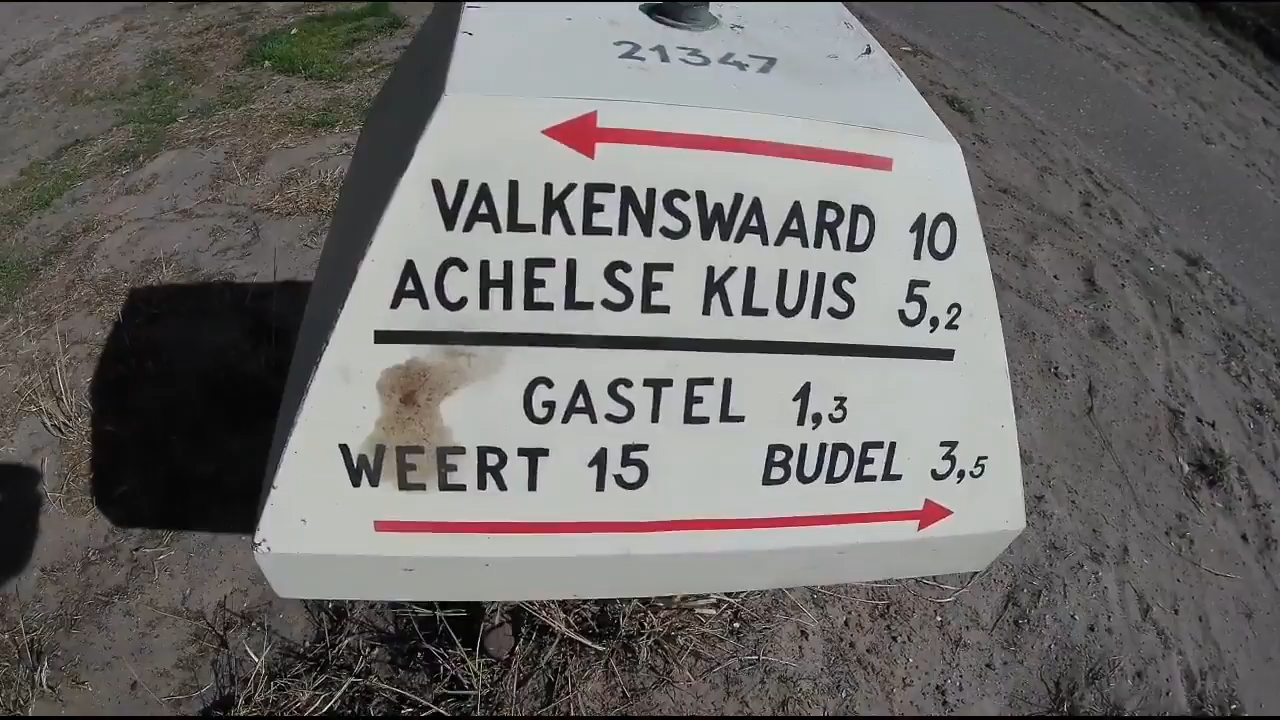 21347
VALKENSWAARD 10
ACHELSE KLUIS 5,2
GASTEL 1,3
WEERT 15 BUDEL 3,5